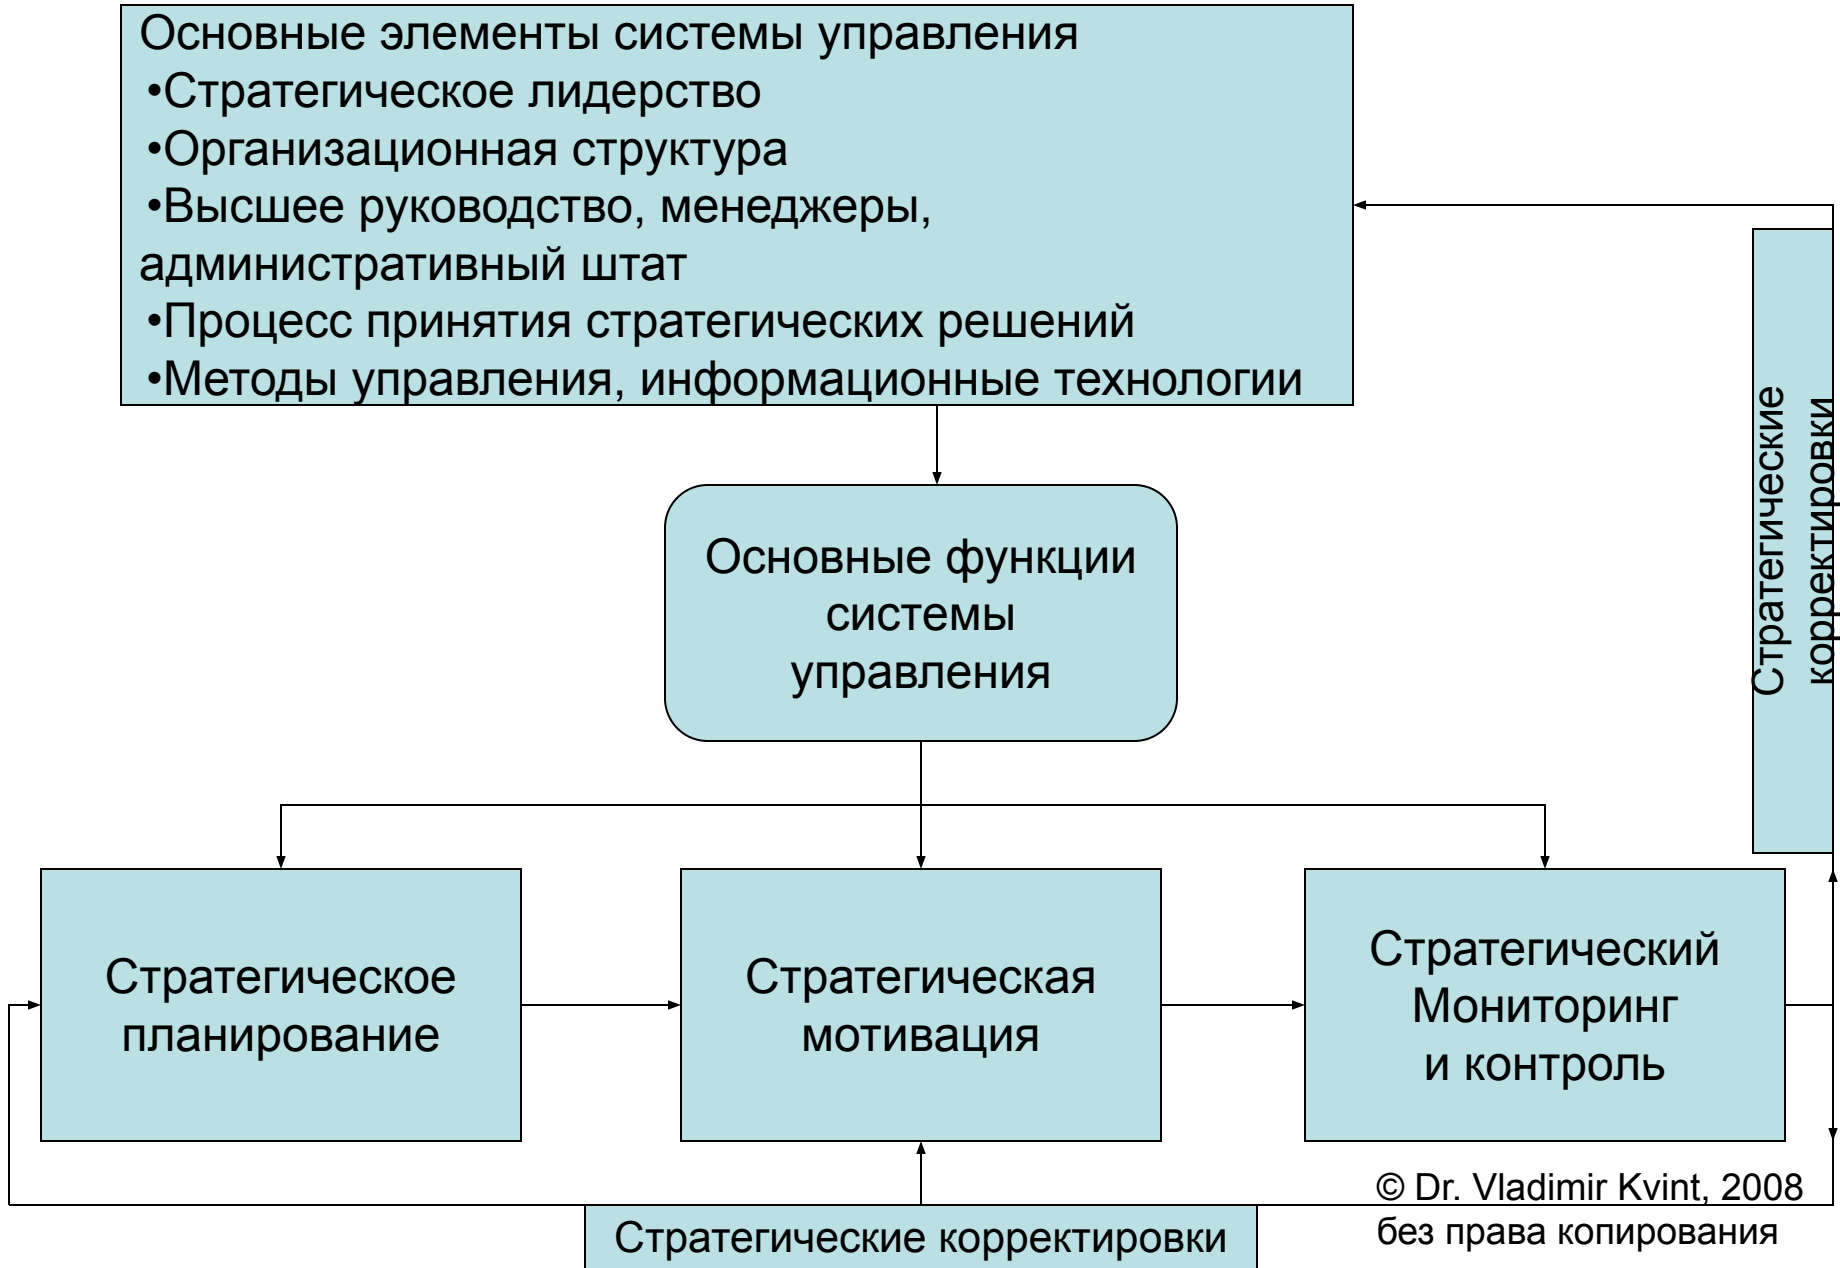 Основные элементы системы управления
•Стратегическое лидерство
•Организационная структура
•Высшее руководство, менеджеры,
административный штат
•Процесс принятия стратегических решений
•Методы управления, информационные технологии
Стратегические
корректировки
Основные функции
системы
управления
Стратегическое
планирование
Стратегическая
мотивация
Стратегический
Мониторинг
и контроль
Стратегические корректировки
© Dr. Vladimir Kvint, 2008
без права копирования